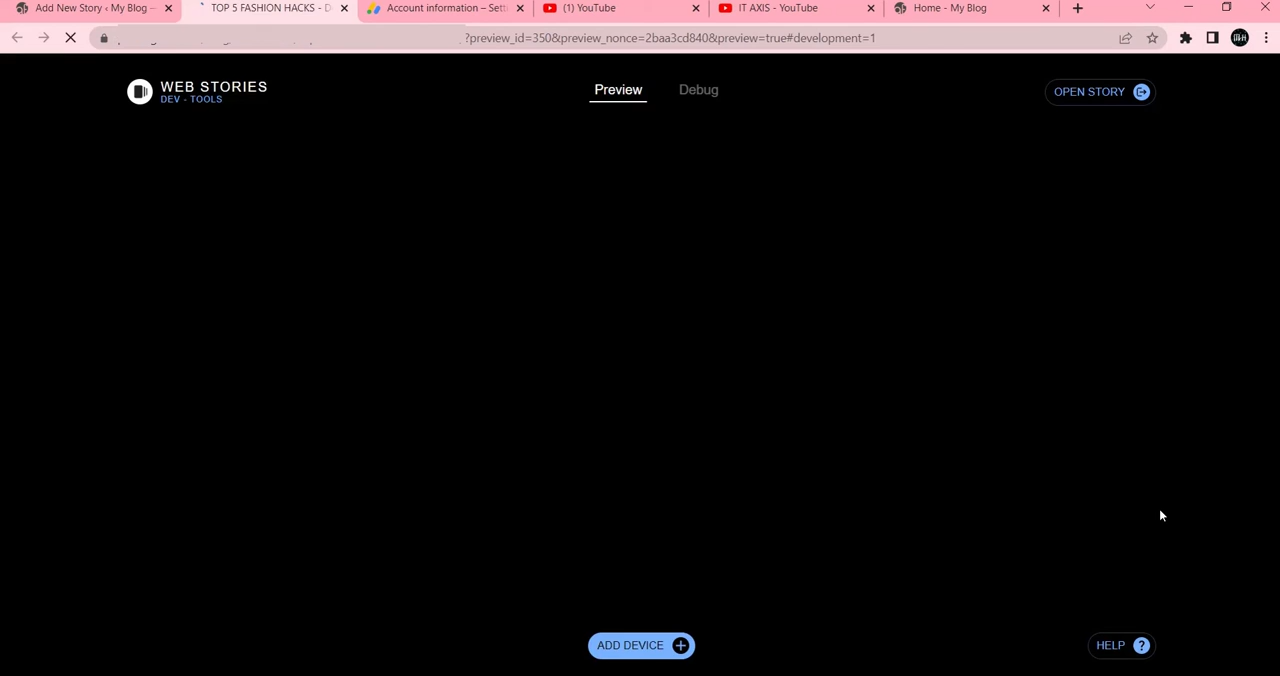 Add New Story ‹ My Blog —
TOP 5 FASHION HACKS - D
Account information – Sett
(1) YouTube
IT AXIS - YouTube
Home - My Blog
?preview_id=350&preview_nonce=2baa3cd840&preview=true#development=1
WEB STORIES
DEV - TOOLS
Preview
Debug
OPEN STORY
ADD DEVICE
HELP ?